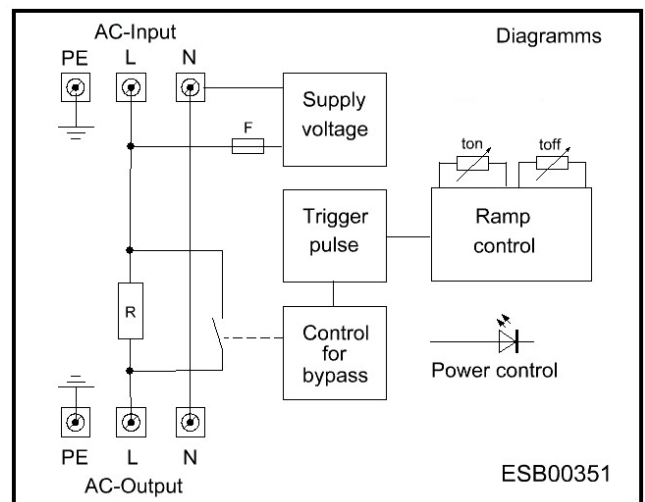 AC-Input
Diagramms
PE L N
Supply
voltage
F
ton toff
Trigger
pulse
Ramp
control
R
Control
for
bypass
Power control
PE L N
AC-Output
ESB00351